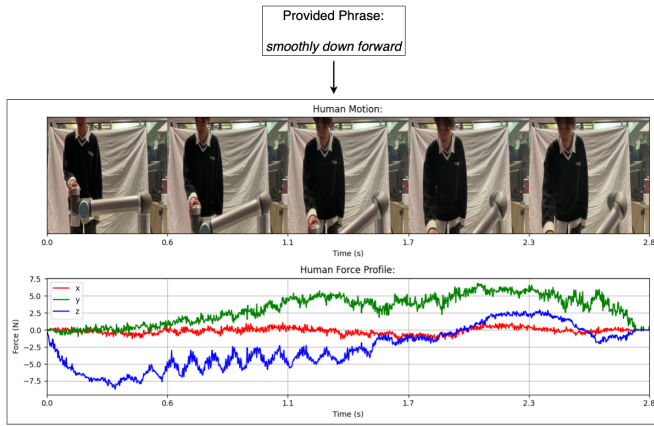 Provided Phrase:
smoothly down forward
Human Motion:
0.0 0.6 1.1 1.7 2.3 2.8
Time (s)
Human Force Profile:
Force (N)
7.5
5.0
2.5
0.0
−2.5
−5.0
−7.5
x
y
z
0.0 0.6 1.1 1.7 2.3 2.8
Time (s)